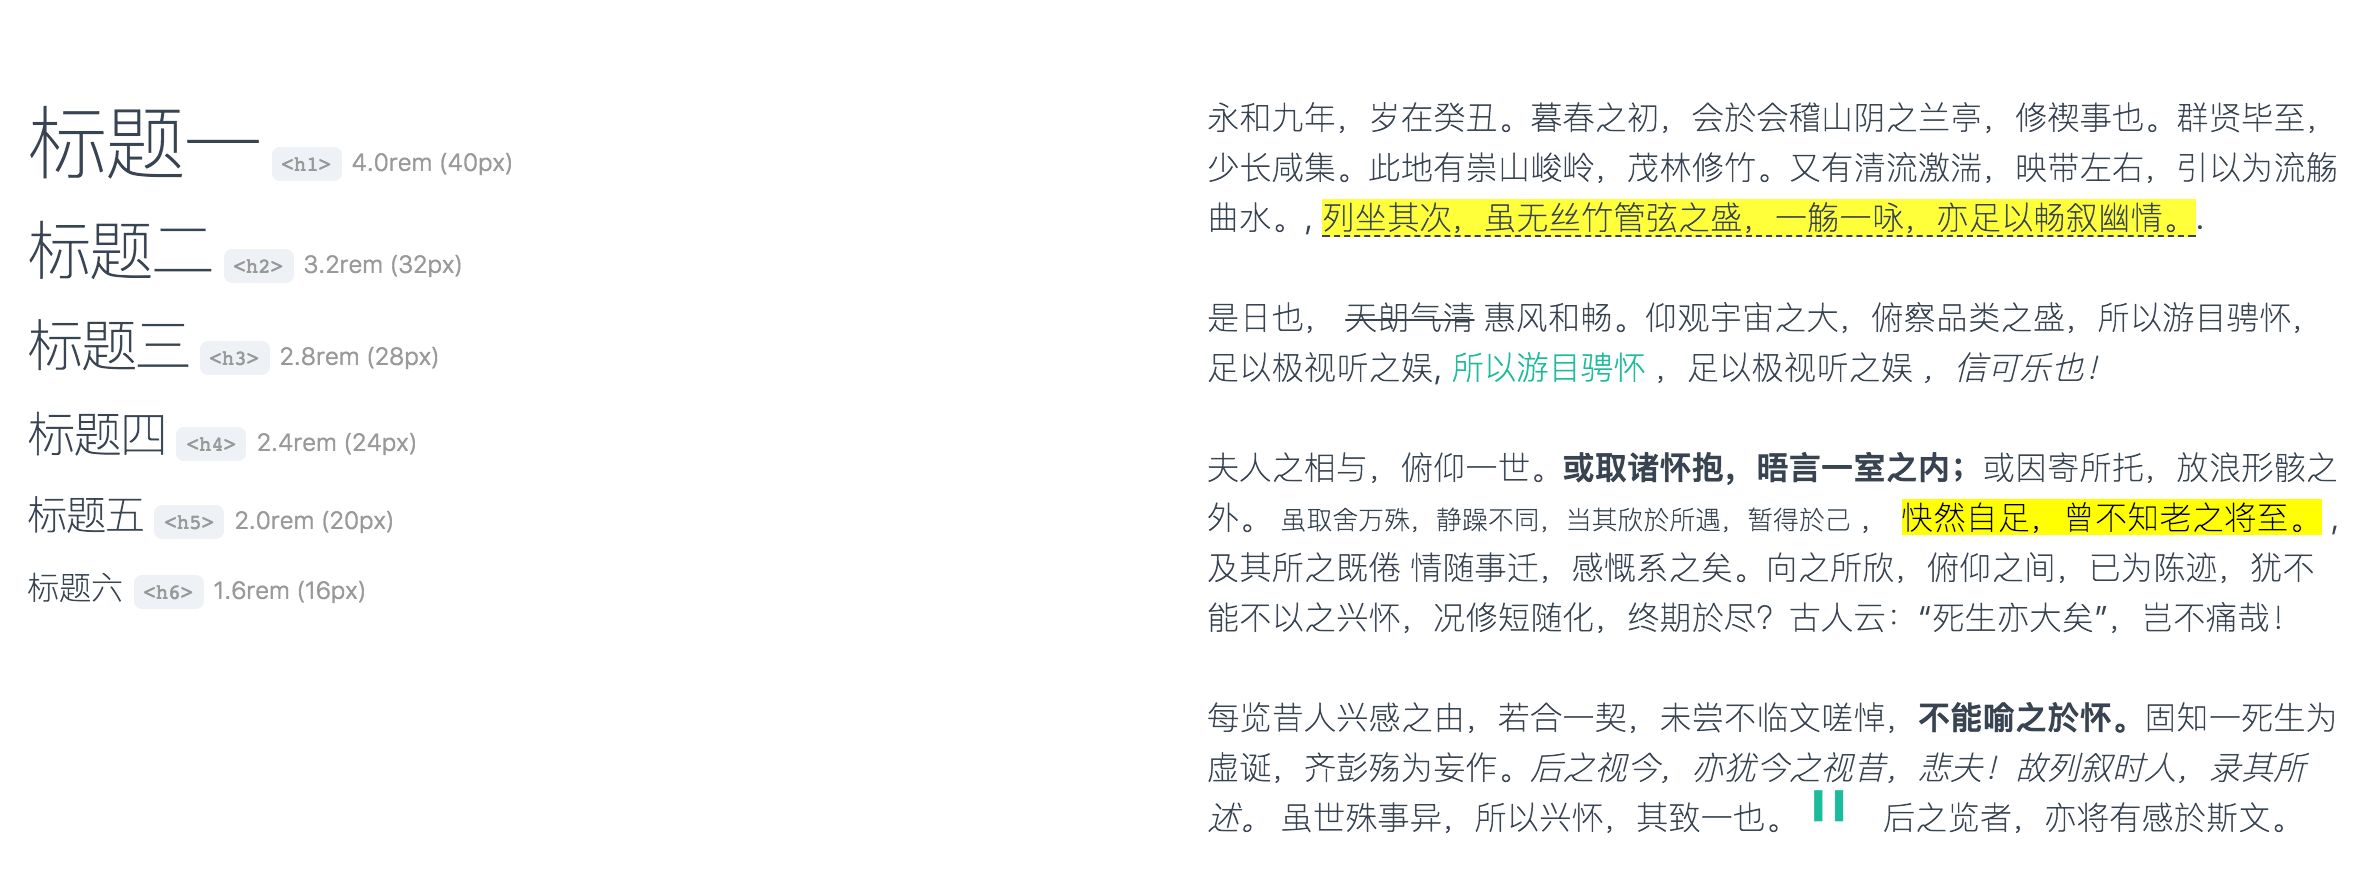 标题一 <h1> 4.0rem (40px)
标题二 <h2> 3.2rem (32px)
标题三 <h3> 2.8rem (28px)
标题四 <h4> 2.4rem (24px)
标题五 <h5> 2.0rem (20px)
标题六 <h6> 1.6rem (16px)
永和九年，岁在癸丑。暮春之初，会於会稽山阴之兰亭，修禊事也。群贤毕至，
少长咸集。此地有崇山峻岭，茂林修竹。又有清流激湍，映带左右，引以为流觞
曲水。, 列坐其次，虽无丝竹管弦之盛，一觞一咏，亦足以畅叙幽情。.
是日也， 天朗气清 惠风和畅。仰观宇宙之大，俯察品类之盛，所以游目骋怀，
足以极视听之娱, 所以游目骋怀 ，足以极视听之娱 ，信可乐也！
夫人之相与，俯仰一世。或取诸怀抱，晤言一室之内；或因寄所托，放浪形骸之
外。 虽取舍万殊，静躁不同，当其欣於所遇，暂得於己 ， 快然自足，曾不知老之将至。 ，
及其所之既倦 情随事迁，感慨系之矣。向之所欣，俯仰之间，已为陈迹，犹不
能不以之兴怀，况修短随化，终期於尽？古人云：“死生亦大矣”，岂不痛哉！
每览昔人兴感之由，若合一契，未尝不临文嗟悼，不能喻之於怀。固知一死生为
虚诞，齐彭殇为妄作。后之视今，亦犹今之视昔，悲夫！故列叙时人，录其所
述。 虽世殊事异，所以兴怀，其致一也。 " 后之览者，亦将有感於斯文。